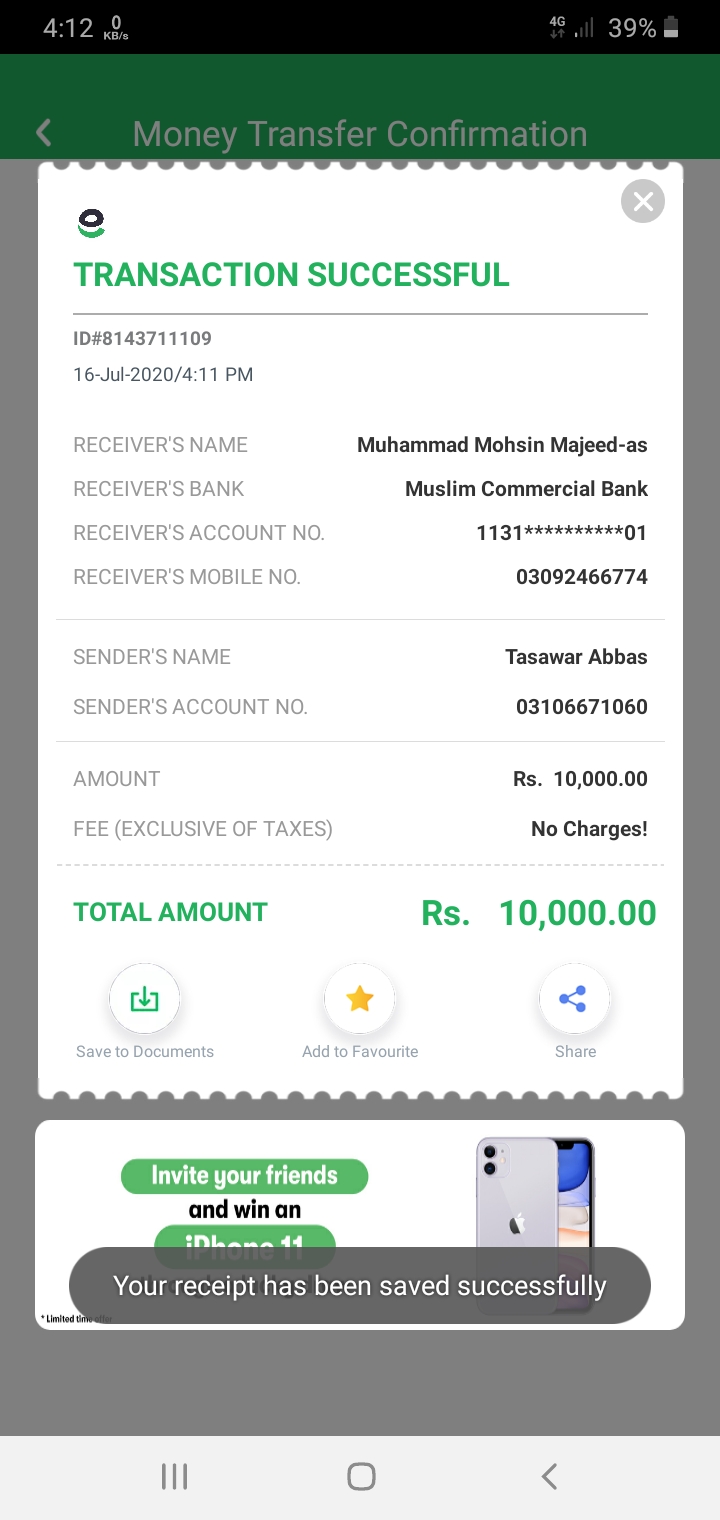 4:12 0 KB/s 4G 39%
Money Transfer Confirmation
TRANSACTION SUCCESSFUL
ID#8143711109
16-Jul-2020/4:11 PM
RECEIVER'S NAME Muhammad Mohsin Majeed-as
RECEIVER'S BANK Muslim Commercial Bank
RECEIVER'S ACCOUNT NO. 1131**********01
RECEIVER'S MOBILE NO. 03092466774
SENDER'S NAME Tasawar Abbas
SENDER'S ACCOUNT NO. 03106671060
AMOUNT Rs. 10,000.00
FEE (EXCLUSIVE OF TAXES) No Charges!
TOTAL AMOUNT Rs. 10,000.00
Save to Documents Add to Favourite Share
Invite your friends
and win an
iPhone 11
Your receipt has been saved successfully
* Limited time offer